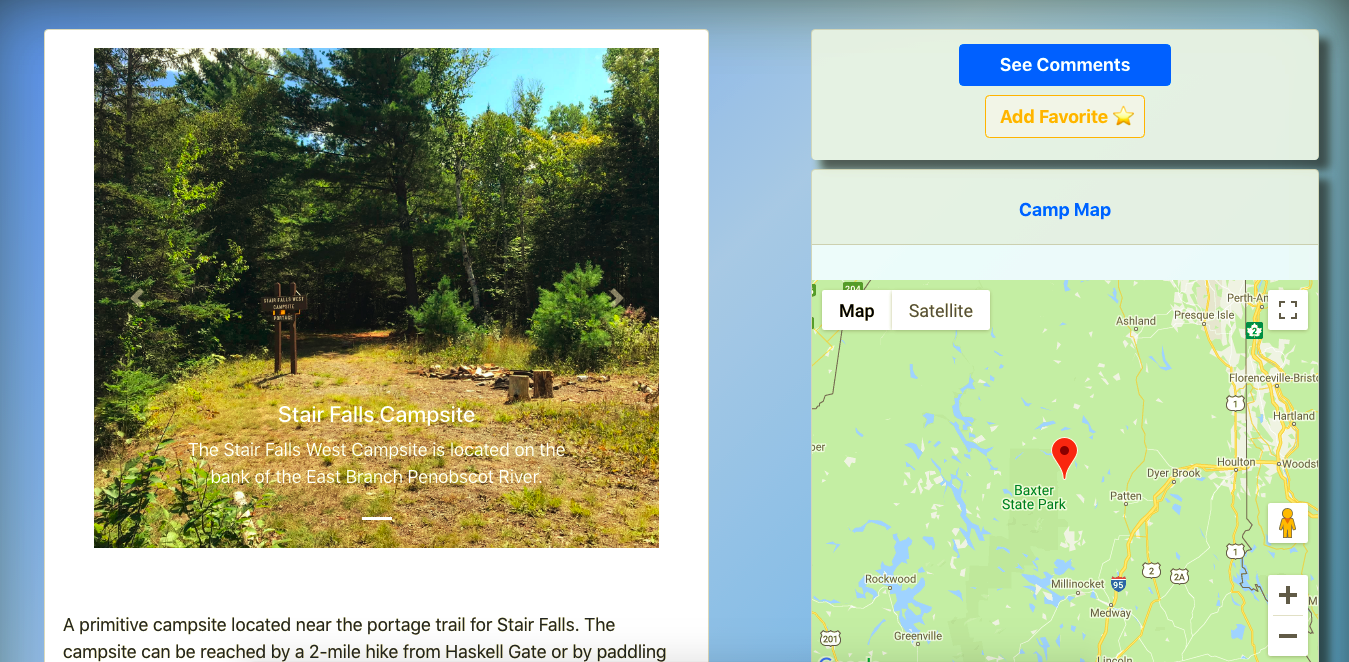 STAIR FALLS WEST
CAMPSITE
PORTAGE
Stair Falls Campsite
The Stair Falls West Campsite is located on the
bank of the East Branch Penobscot River.
A primitive campsite located near the portage trail for Stair Falls. The
campsite can be reached by a 2-mile hike from Haskell Gate or by paddling
See Comments
Add Favorite ⭐
Camp Map
Map
Satellite
204
Perth-An
Presque Isle
Ashland
2
Florenceville-Bristo
1
Hartland
per
Houlton
Woodst
Dyer Brook
Baxter
State Park
Patten
1
2
2A
Rockwood
Millinocket
95
Medway
M
201
Greenville
Lincoln